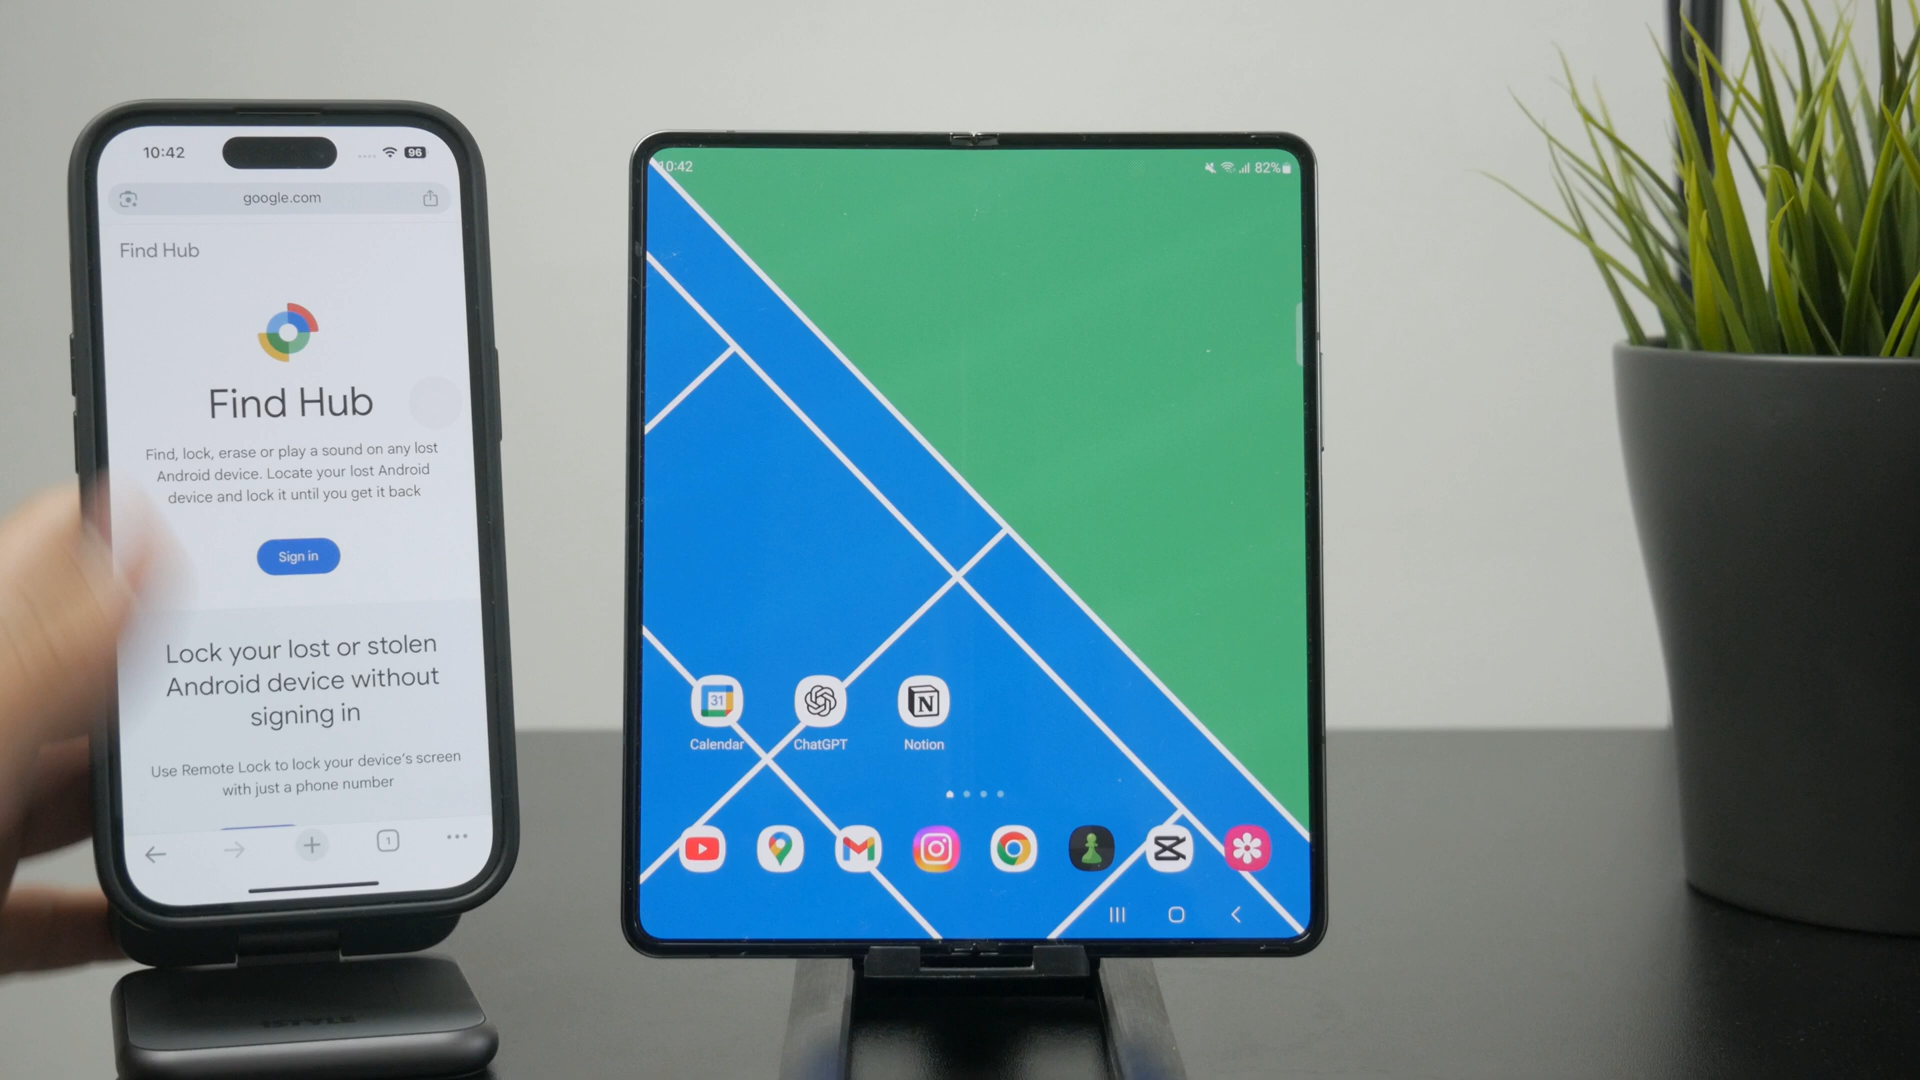 10:42
96
google.com
Find Hub
Find Hub
Find, lock, erase or play a sound on any lost
Android device. Locate your lost Android
device and lock it until you get it back
Sign in
Lock your lost or stolen
Android device without
signing in
Use Remote Lock to lock your device's screen
with just a phone number
1
10:42
82%
31
Calendar
ChatGPT
N
Notion
iSTYLE